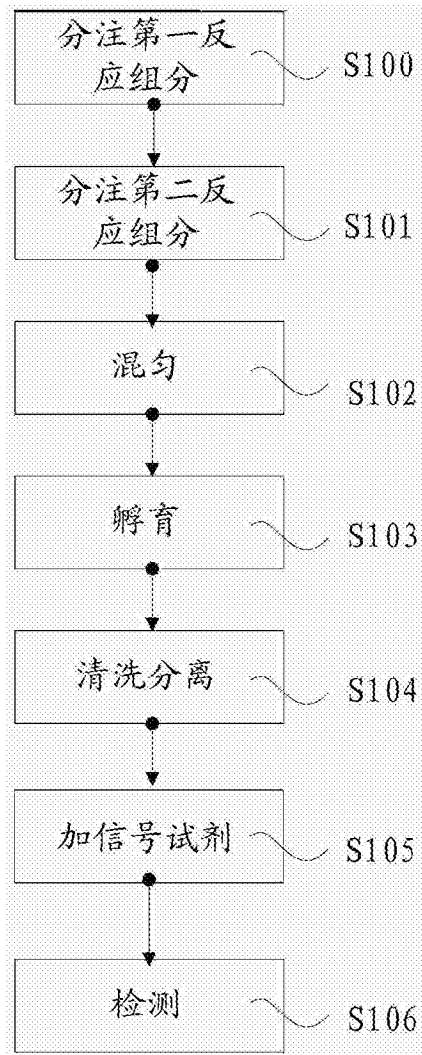 分注第一反
应组分
S100
分注第二反
应组分
S101
混匀
S102
孵育
S103
清洗分离
S104
加信号试剂
S105
检测
S106